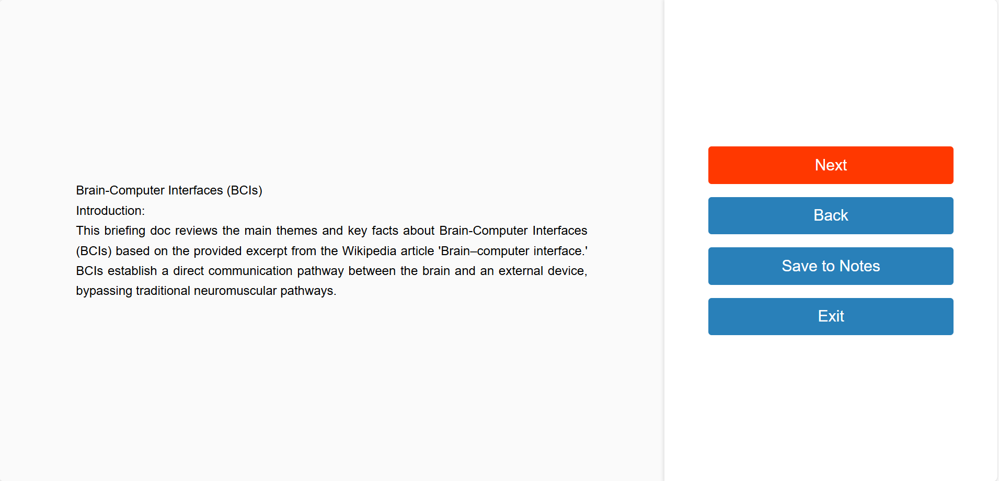 Brain-Computer Interfaces (BCIs)
Introduction:
This briefing doc reviews the main themes and key facts about Brain-Computer Interfaces
(BCIs) based on the provided excerpt from the Wikipedia article 'Brain–computer interface.'
BCIs establish a direct communication pathway between the brain and an external device,
bypassing traditional neuromuscular pathways.
Next
Back
Save to Notes
Exit